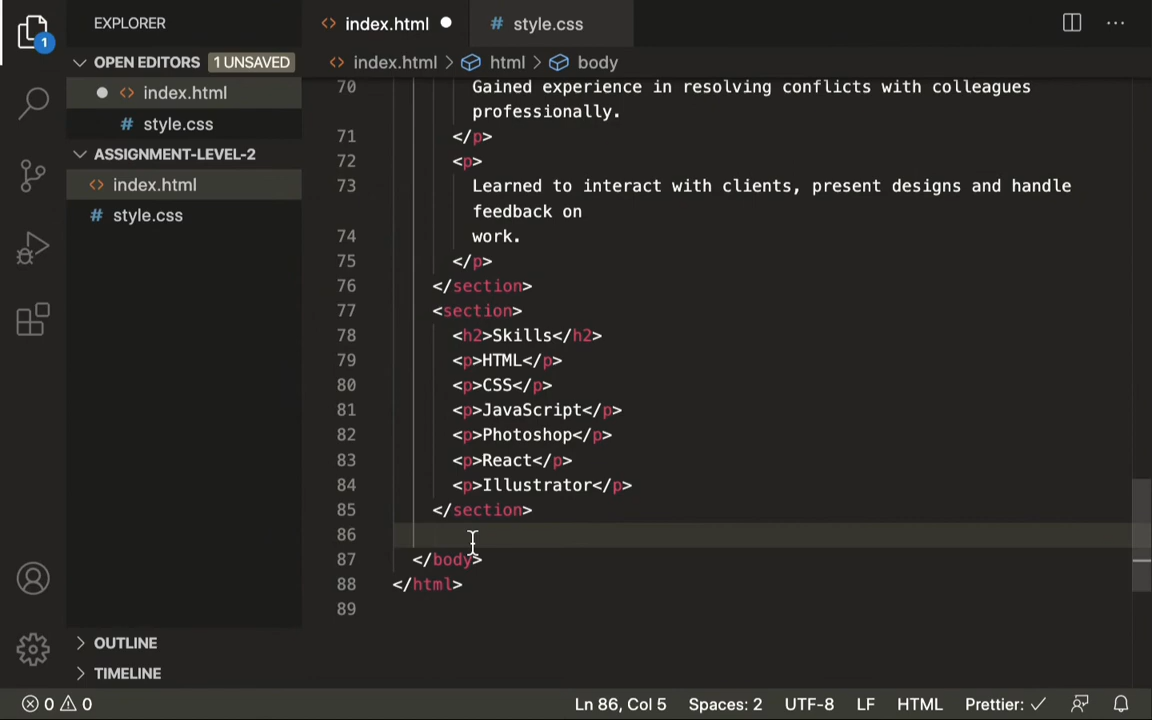 EXPLORER
index.html
# style.css
1
OPEN EDITORS 1 UNSAVED
index.html > html > body
<> index.html
# style.css
ASSIGNMENT-LEVEL-2
<> index.html
# style.css
70 Gained experience in resolving conflicts with colleagues
professionally.
71 </p>
72 <p>
73 Learned to interact with clients, present designs and handle
feedback on
74 work.
75 </p>
76 </section>
77 <section>
78 <h2>Skills</h2>
79 <p>HTML</p>
80 <p>CSS</p>
81 <p>JavaScript</p>
82 <p>Photoshop</p>
83 <p>React</p>
84 <p>Illustrator</p>
85 </section>
86
87 </body>
88 </html>
89
OUTLINE
TIMELINE
0 0 Ln 86, Col 5 Spaces: 2 UTF-8 LF HTML Prettier: ✓